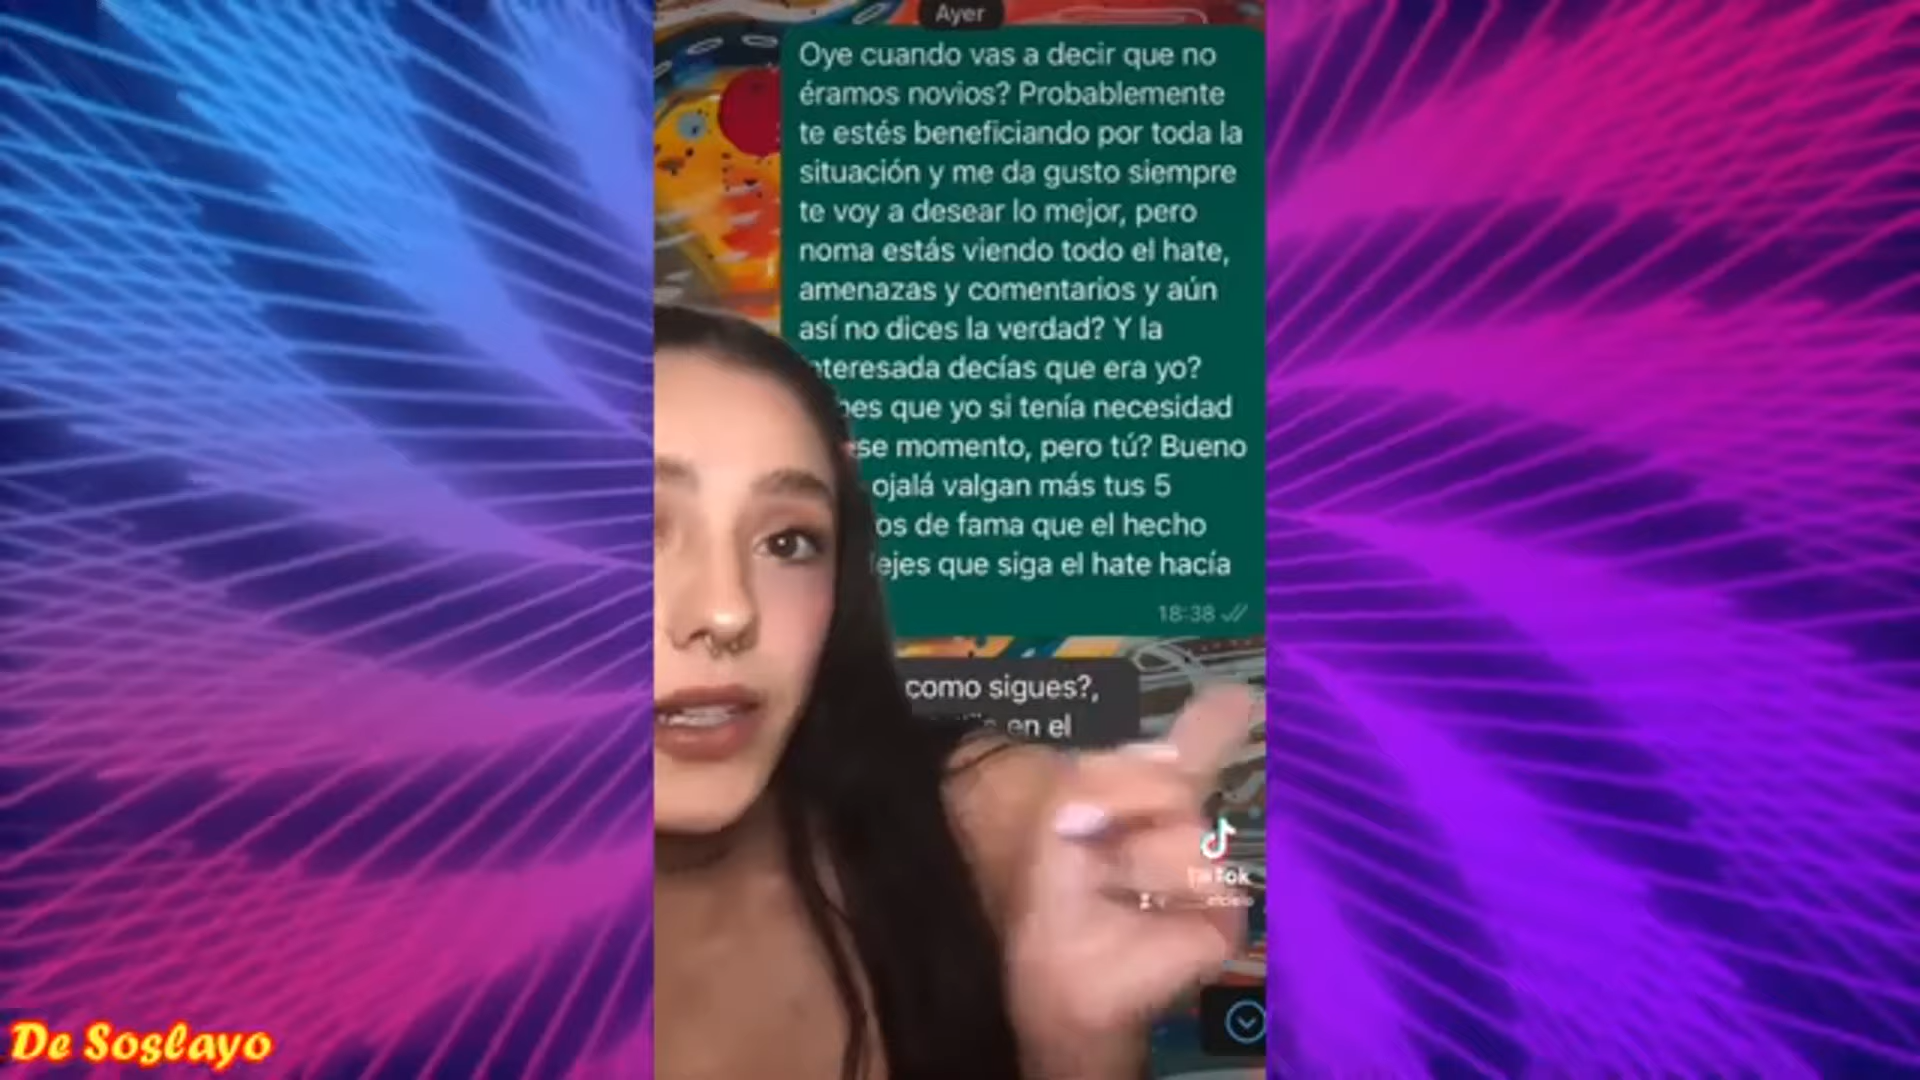 Ayer
Oye cuando vas a decir que no
éramos novios? Probablemente
te estés beneficiando por toda la
situación y me da gusto siempre
te voy a desear lo mejor, pero
noma estás viendo todo el hate,
amenazas y comentarios y aún
así no dices la verdad? Y la
nteresada decías que era yo?
que yo si tenía necesidad
se momento, pero tú? Bueno
ojalá valgan más tus 5
os de fama que el hecho
ejes que siga el hate hacía
18:38
como sigues?,
en el
TikTok
De Soslayo